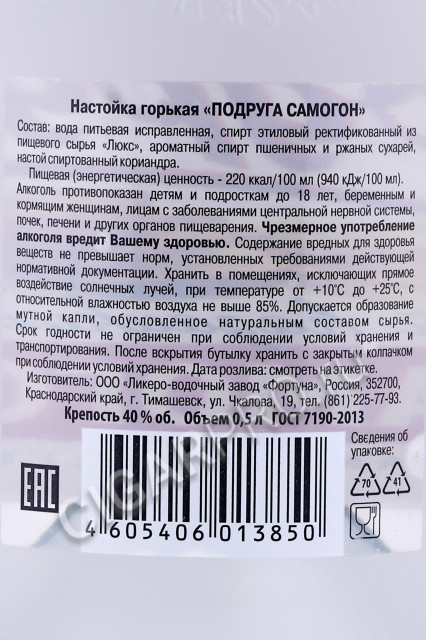 Настойка горькая «ПОДРУГА САМОГОН»
Состав: вода питьевая исправленная, спирт этиловый ректификованный из
пищевого сырья «Люкс», ароматный спирт пшеничных и ржаных сухарей,
настой спиртованный кориандра.
Пищевая (энергетическая) ценность - 220 ккал/100 мл (940 кДж/100 мл).
Алкоголь противопоказан детям и подросткам до 18 лет, беременным и
кормящим женщинам, лицам с заболеваниями центральной нервной системы,
почек, печени и других органов пищеварения. Чрезмерное употребление
алкоголя вредит Вашему здоровью. Содержание вредных для здоровья
веществ не превышает норм, установленных требованиями действующей
нормативной документации. Хранить в помещениях, исключающих прямое
воздействие солнечных лучей, при температуре от +10°С до +25°С, с
относительной влажностью воздуха не выше 85%. Допускается образование
мутной капли, обусловленное натуральным составом сырья.
Срок годности не ограничен при соблюдении условий хранения и
транспортирования. После вскрытия бутылку хранить с закрытым колпачком
при соблюдении условий хранения. Дата розлива: смотреть на этикетке.
Изготовитель: ООО «Ликеро-водочный завод «Фортуна», Россия, 352700,
Краснодарский край, г. Тимашевск, ул. Чкалова, 19, тел. (861) 225-77-93.
Крепость 40 % об. Объем 0,5 л ГОСТ 7190-2013
Сведения об
упаковке:
EAC
70 41
4 605406 013850
CIGARPRO.RU